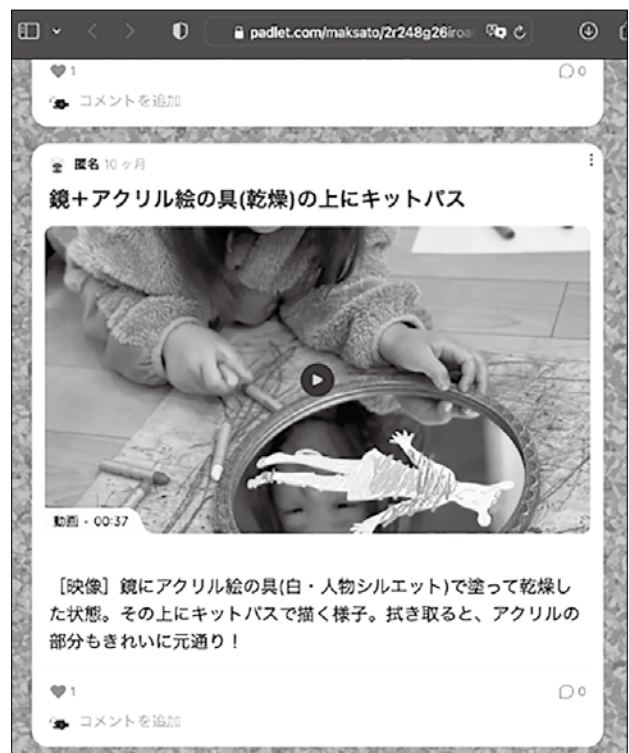 padlet.com/maksato/2r248g26iroa
1
0
コメントを追加
匿名 10 ヶ月
鏡＋アクリル絵の具(乾燥)の上にキットパス
動画 - 00:37
［映像］鏡にアクリル絵の具(白・人物シルエット)で塗って乾燥し
た状態。その上にキットパスで描く様子。拭き取ると、アクリルの
部分もきれいに元通り！
1
0
コメントを追加